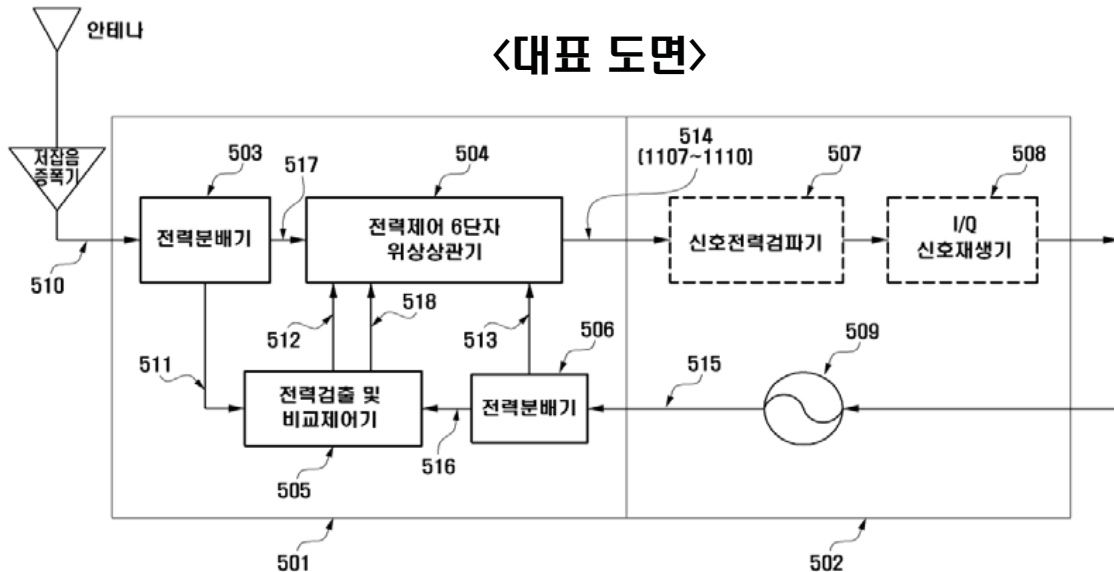 안테나
<대표 도면>
저잡음
증폭기
503
517
504
514
(1107~1110)
507
508
전력분배기
전력제어 6단자
위상상관기
신호전력검파기
I/Q
신호재생기
510
511
512
518
513
506
515
509
전력검출 및
비교제어기
전력분배기
516
505
501
502